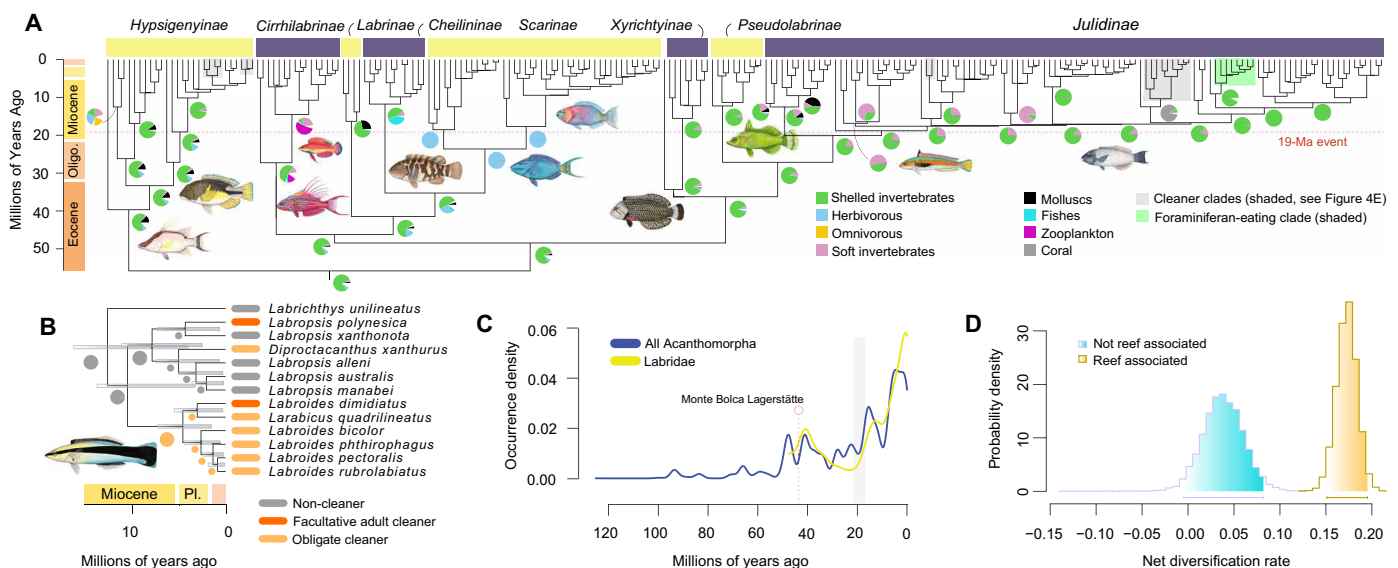 A
Hypsigenyinae
Cirrhilabrinae
Labrinae
Cheilininae
Scarinae
Xyrichtyinae
Pseudolabrinae
Julidinae
Millions of Years Ago
0
10
20
30
40
50
Miocene
Oligo.
Eocene
19-Ma event
Shelled invertebrates
Herbivorous
Omnivorous
Soft invertebrates
Molluscs
Fishes
Zooplankton
Coral
Cleaner clades (shaded, see Figure 4E)
Foraminiferan-eating clade (shaded)
B
Labrichthys unilineatus
Labropsis polynesica
Labropsis xanthonota
Diproctacanthus xanthurus
Labropsis alleni
Labropsis australis
Labropsis manabei
Labroides dimidiatus
Larabicus quadrilineatus
Labroides bicolor
Labroides phthirophagus
Labroides pectoralis
Labroides rubrolabiatus
Miocene
Pl.
10
0
Millions of years ago
Non-cleaner
Facultative adult cleaner
Obligate cleaner
C
Occurrence density
0.06
0.04
0.02
0.00
All Acanthomorpha
Labridae
Monte Bolca Lagerstätte
120 100 80 60 40 20 0
Millions of years ago
D
Probability density
30
20
10
0
Not reef associated
Reef associated
−0.15 −0.10 −0.05 0.00 0.05 0.10 0.15 0.20
Net diversification rate